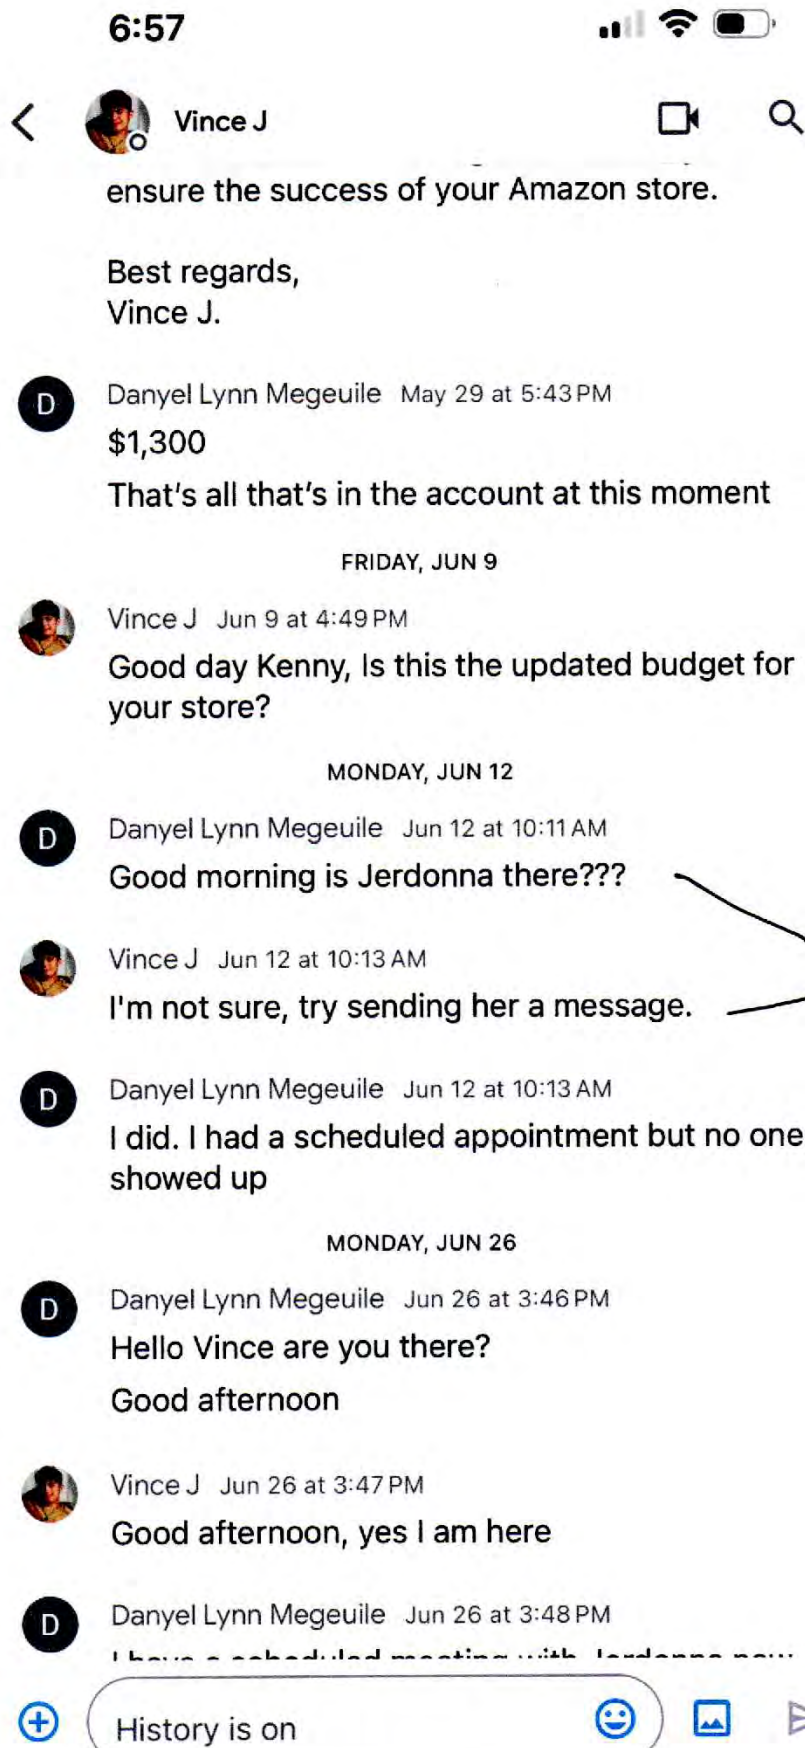 6:57
Vince J
ensure the success of your Amazon store.
Best regards,
Vince J.
D
Danyel Lynn Megeuile May 29 at 5:43 PM
$1,300
That's all that's in the account at this moment
FRIDAY, JUN 9
Vince J Jun 9 at 4:49 PM
Good day Kenny, Is this the updated budget for
your store?
MONDAY, JUN 12
D
Danyel Lynn Megeuile Jun 12 at 10:11 AM
Good morning is Jerdonna there???
Vince J Jun 12 at 10:13 AM
I'm not sure, try sending her a message.
D
Danyel Lynn Megeuile Jun 12 at 10:13 AM
I did. I had a scheduled appointment but no one
showed up
MONDAY, JUN 26
D
Danyel Lynn Megeuile Jun 26 at 3:46 PM
Hello Vince are you there?
Good afternoon
Vince J Jun 26 at 3:47 PM
Good afternoon, yes I am here
D
Danyel Lynn Megeuile Jun 26 at 3:48 PM
I have a scheduled meeting with Jerdonna now
History is on